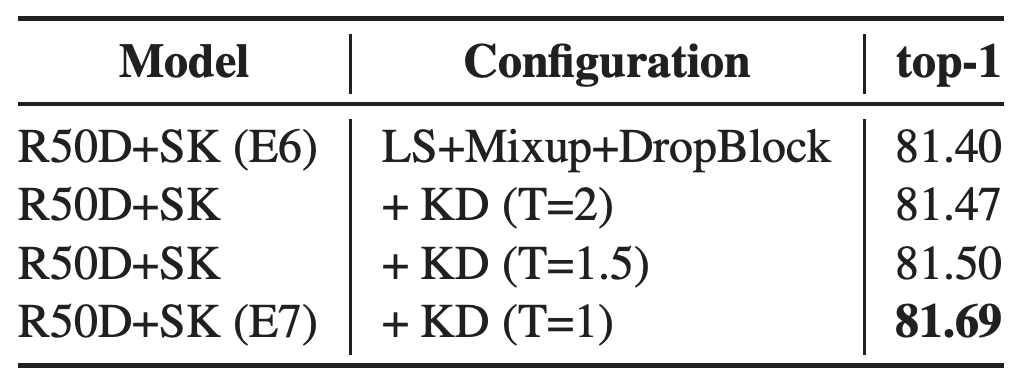 Model Configuration top-1
R50D+SK (E6) LS+Mixup+DropBlock 81.40
R50D+SK + KD (T=2) 81.47
R50D+SK + KD (T=1.5) 81.50
R50D+SK (E7) + KD (T=1) 81.69